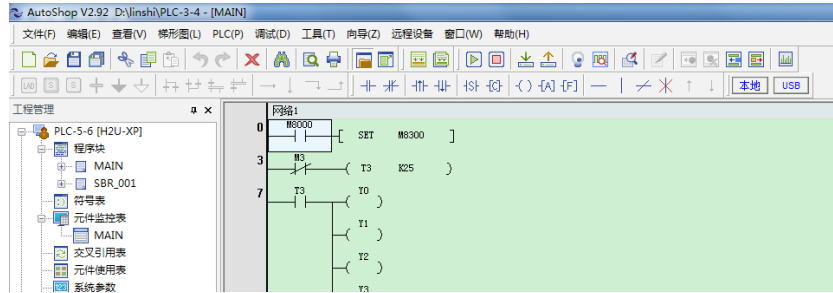 AutoShop V2.92 D:\linshi\PLC-3-4 - [MAIN]
文件(F) 编辑(E) 查看(V) 梯形图(L) PLC(P) 调试(D) 工具(T) 向导(Z) 远程设备 窗口(W) 帮助(H)
LAD S S 本地 USB
工程管理
网络1
PLC-5-6 [H2U-XP]
程序块
MAIN
SBR_001
符号表
元件监控表
MAIN
交叉引用表
元件使用表
系统参数
0 M8000 [ SET M8300 ]
3 M3 ( T3 K25 )
7 T3 ( Y0 )
( Y1 )
( Y2 )
Y3